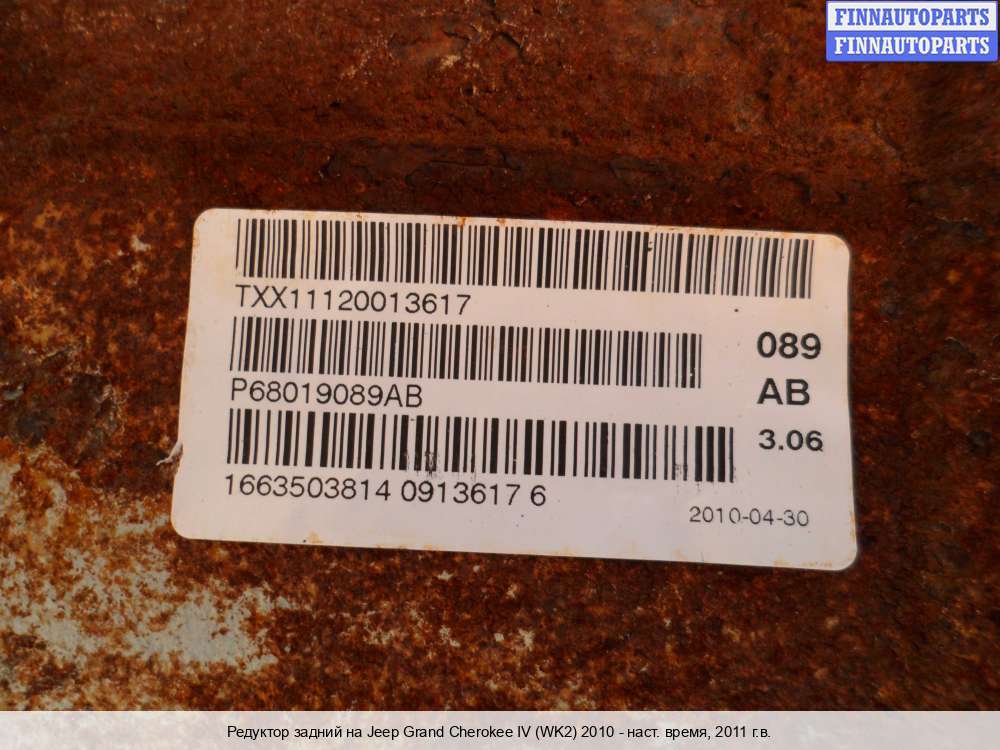 FINNAUTOPARTS
FINNAUTOPARTS
TXX11120013617
P68019089AB
089
AB
3.06
1663503814 0913617 6
2010-04-30
Редуктор задний на Jeep Grand Cherokee IV (WK2) 2010 - наст. время, 2011 г.в.